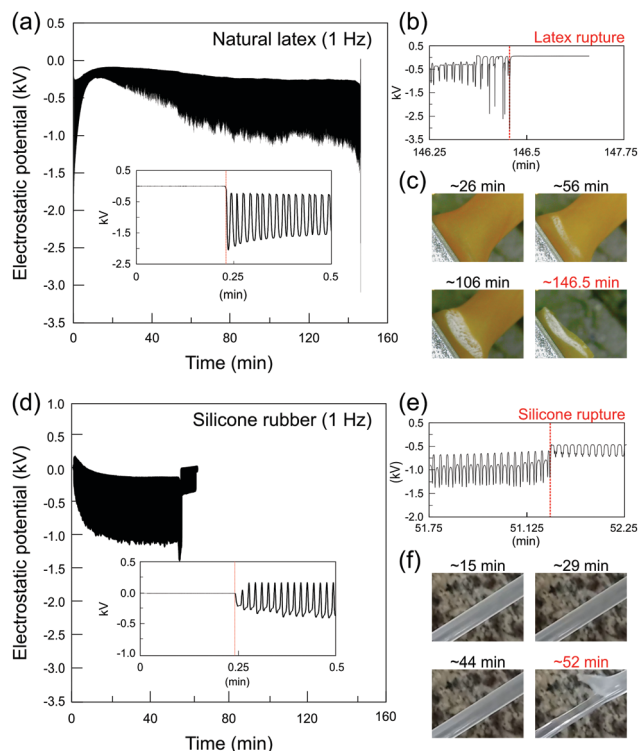 (a)
Natural latex (1 Hz)
Electrostatic potential (kV)
0.5
0.0
-0.5
-1.0
-1.5
-2.0
-2.5
-3.0
-3.5
0 40 80 120 160
Time (min)
kV
0.5
-0.5
-1.5
-2.5
0 0.25 0.5
(min)
(b)
Latex rupture
kV
0.5
-0.5
-1.5
-2.5
-3.5
146.25 146.5 147.75
(min)
(c)
~26 min ~56 min
~106 min ~146.5 min
(d)
Silicone rubber (1 Hz)
Electrostatic potential (kV)
1.0
0.5
0.0
-0.5
-1.0
-1.5
-2.0
-2.5
-1.0
-3.5
0 40 60 120 160
Time (min)
kV
0.5
0.0
-0.5
-1.0
0 0.25 0.5
(min)
(e)
Silicone rupture
(kV)
-0.0
-0.5
-1.0
-1.5
-2.0
51.75 51.125 52.25
(min)
(f)
~15 min ~29 min
~44 min ~52 min